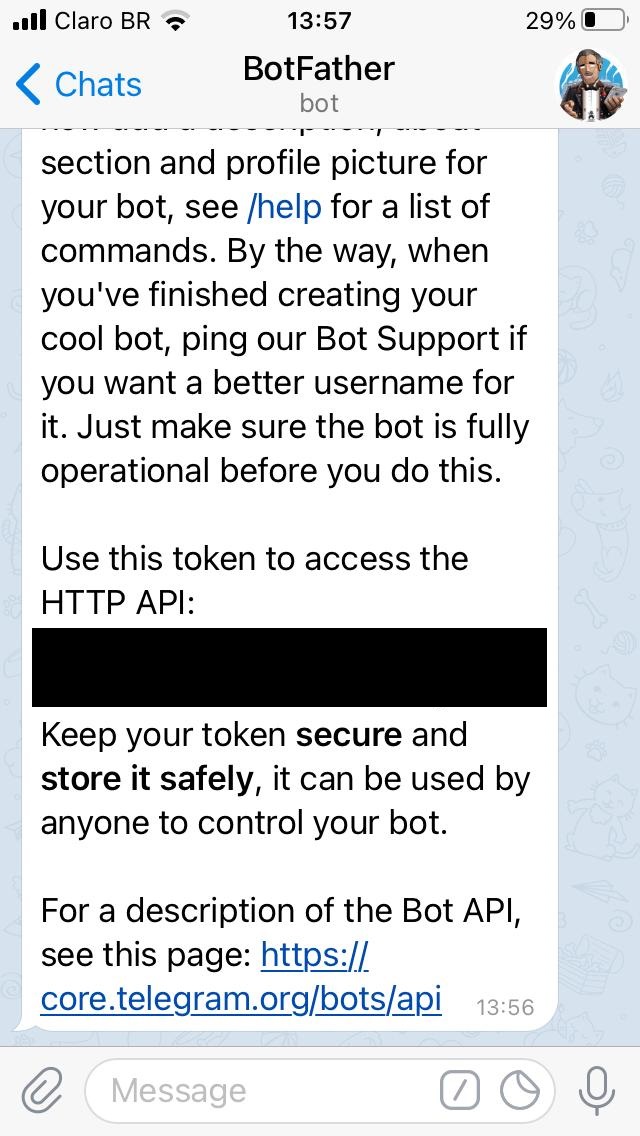 Claro BR 13:57 29%
Chats BotFather
bot
section and profile picture for
your bot, see /help for a list of
commands. By the way, when
you've finished creating your
cool bot, ping our Bot Support if
you want a better username for
it. Just make sure the bot is fully
operational before you do this.
Use this token to access the
HTTP API:
Keep your token secure and
store it safely, it can be used by
anyone to control your bot.
For a description of the Bot API,
see this page: https://
core.telegram.org/bots/api 13:56
Message